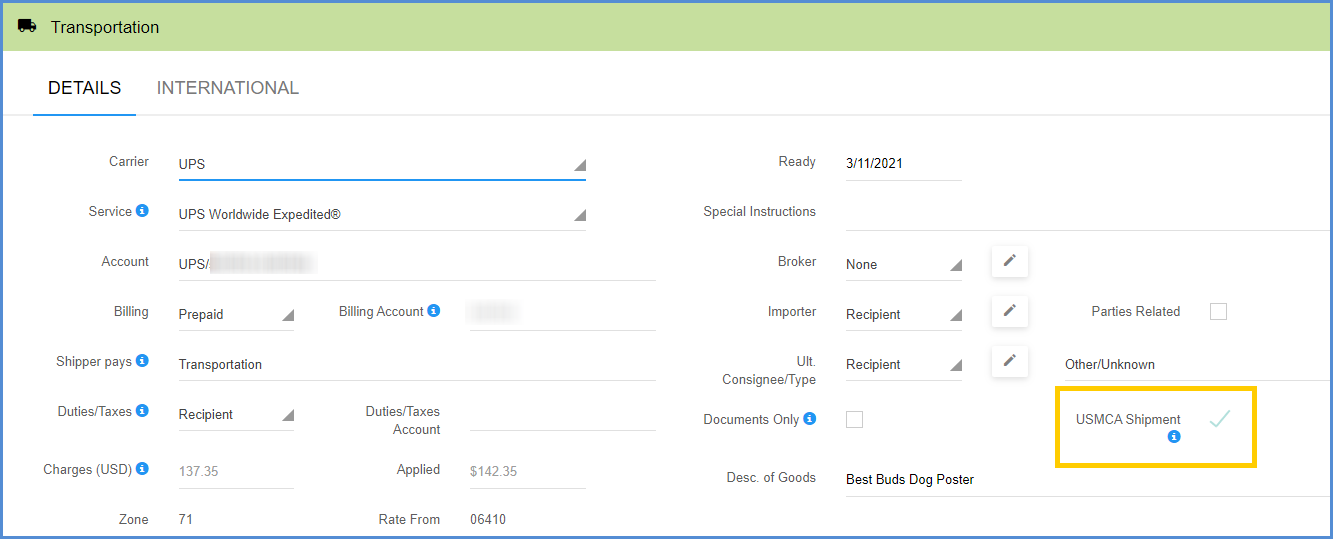 Transportation
DETAILS INTERNATIONAL
Carrier UPS Ready 3/11/2021
Service UPS Worldwide Expedited® Special Instructions
Account UPS/ Broker None
Billing Prepaid Billing Account Importer Recipient Parties Related
Shipper pays Transportation Ult. Consignee/Type Recipient Other/Unknown
Duties/Taxes Recipient Duties/Taxes Account Documents Only USMCA Shipment
Charges (USD) 137.35 Applied $142.35 Desc. of Goods Best Buds Dog Poster
Zone 71 Rate From 06410